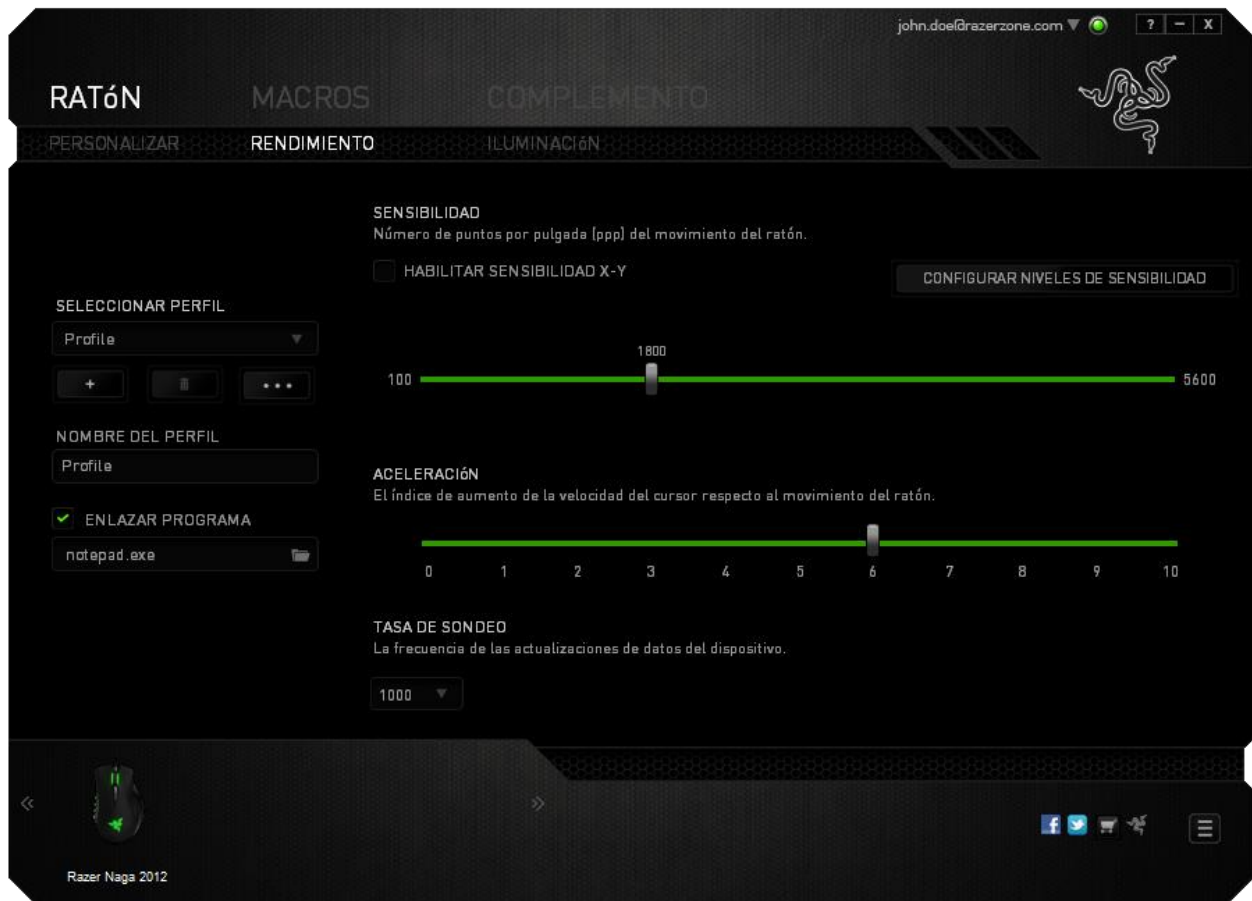 john.doe@razerzone.com
? – X
RATóN MACROS COMPLEMENTO
PERSONALIZAR RENDIMIENTO ILUMINACIóN
SELECCIONAR PERFIL
Profile
+ •••
NOMBRE DEL PERFIL
Profile
ENLAZAR PROGRAMA
notepad.exe
SENSIBILIDAD
Número de puntos por pulgada (ppp) del movimiento del ratón.
HABILITAR SENSIBILIDAD X-Y
CONFIGURAR NIVELES DE SENSIBILIDAD
1800
100 5600
ACELERACIóN
El índice de aumento de la velocidad del cursor respecto al movimiento del ratón.
0 1 2 3 4 5 6 7 8 9 10
TASA DE SONDEO
La frecuencia de las actualizaciones de datos del dispositivo.
1000
Razer Naga 2012